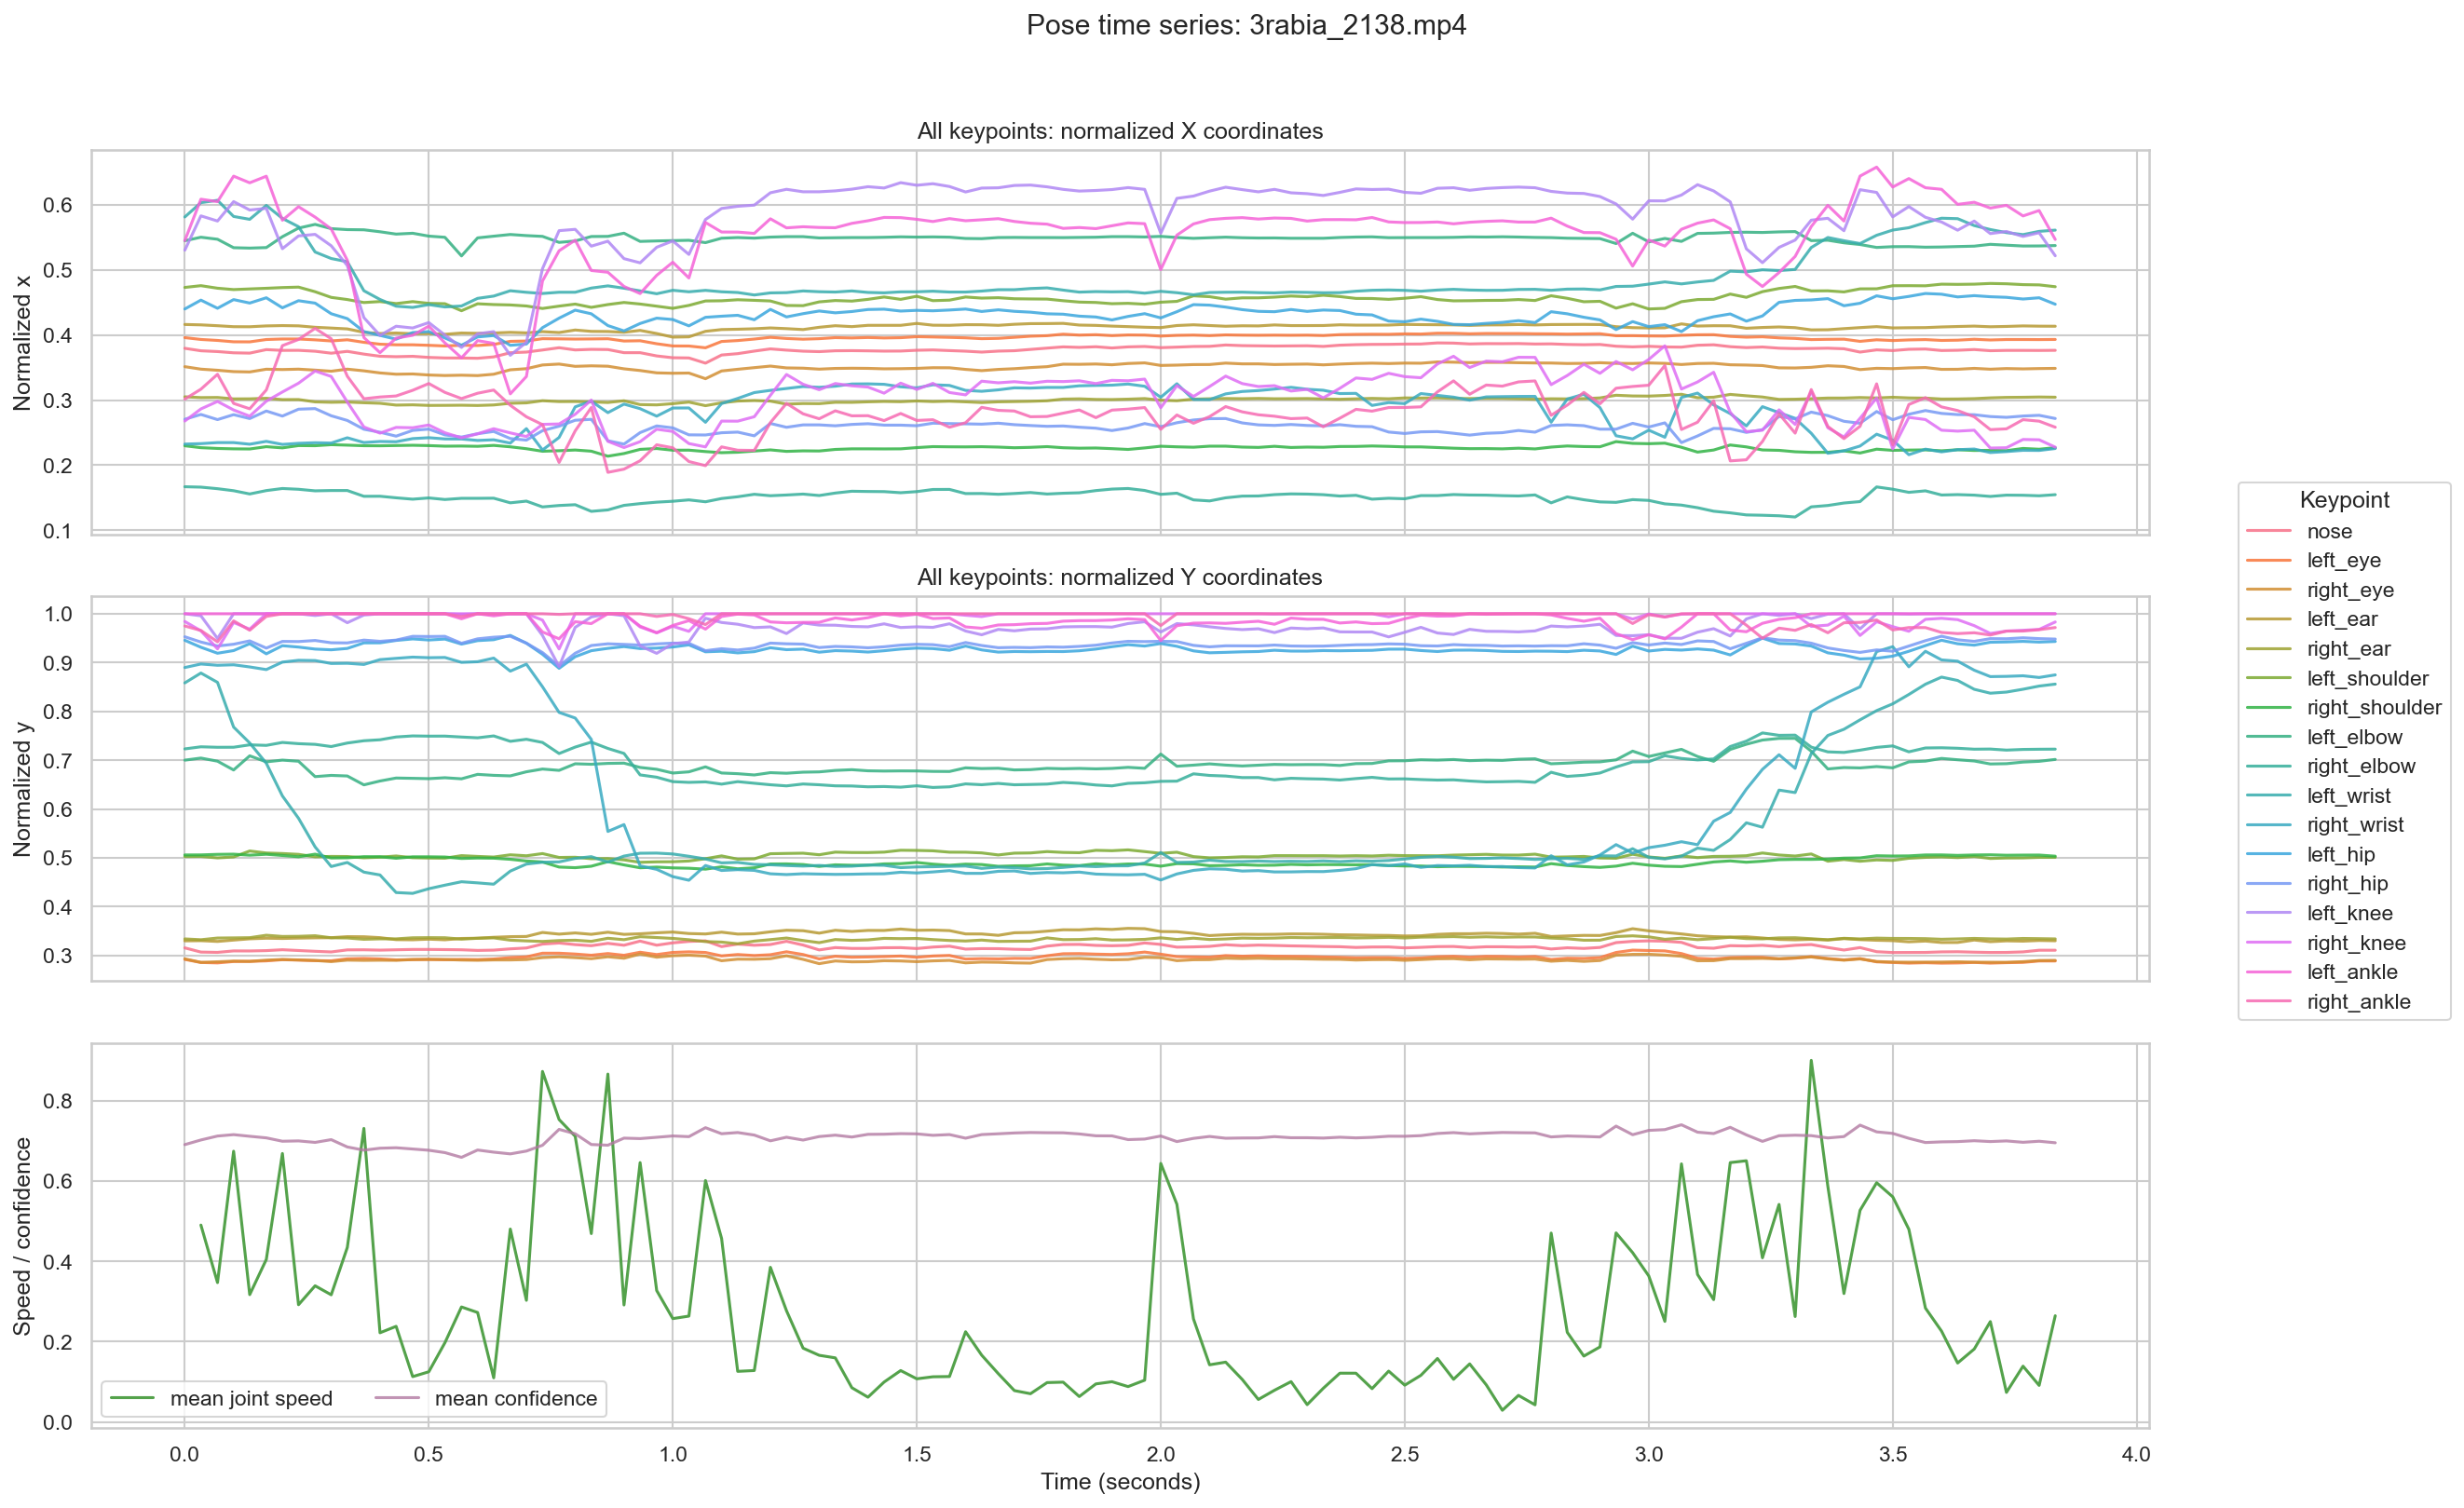 Pose time series: 3rabia_2138.mp4
All keypoints: normalized X coordinates
Normalized x
0.6
0.5
0.4
0.3
0.2
0.1
All keypoints: normalized Y coordinates
Normalized y
1.0
0.9
0.8
0.7
0.6
0.5
0.4
0.3
Keypoint
nose
left_eye
right_eye
left_ear
right_ear
left_shoulder
right_shoulder
left_elbow
right_elbow
left_wrist
right_wrist
left_hip
right_hip
left_knee
right_knee
left_ankle
right_ankle
Speed / confidence
0.8
0.6
0.4
0.2
0.0
mean joint speed mean confidence
0.0 0.5 1.0 1.5 2.0 2.5 3.0 3.5 4.0
Time (seconds)